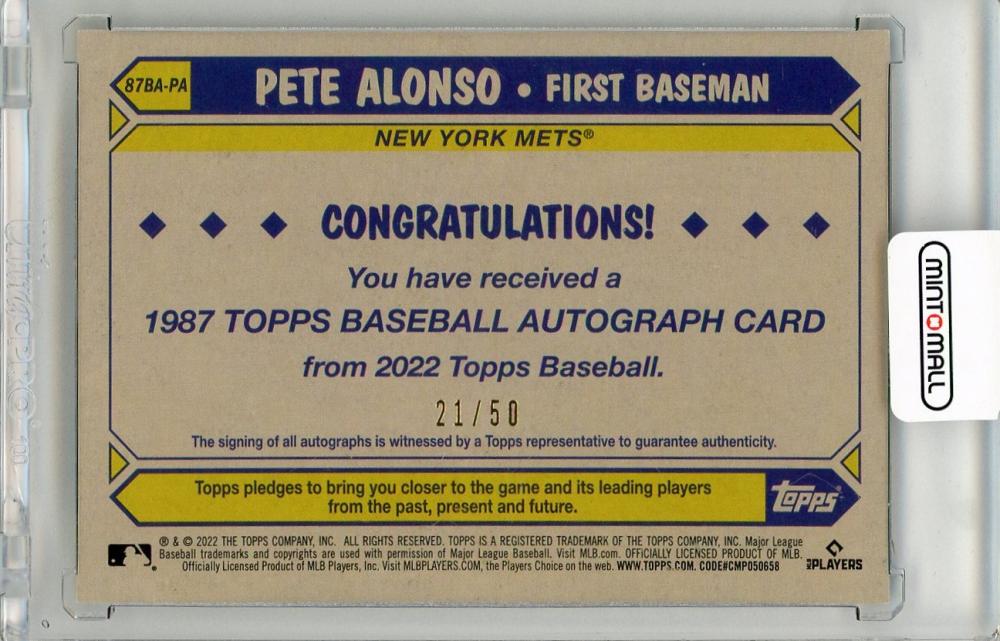 87BA-PA
PETE ALONSO • FIRST BASEMAN
NEW YORK METS®
CONGRATULATIONS!
You have received a
1987 TOPPS BASEBALL AUTOGRAPH CARD
from 2022 Topps Baseball.
21/50
The signing of all autographs is witnessed by a Topps representative to guarantee authenticity.
Topps pledges to bring you closer to the game and its leading players
from the past, present and future.
topps®
® & © 2022 THE TOPPS COMPANY, INC. ALL RIGHTS RESERVED. TOPPS IS A REGISTERED TRADEMARK OF THE TOPPS COMPANY, INC. Major League
Baseball trademarks and copyrights are used with permission of Major League Baseball. Visit MLB.com. OFFICIALLY LICENSED PRODUCT OF MLB.
Officially Licensed Product of MLB Players, Inc. Visit MLBPLAYERS.COM, the Players Choice on the web. WWW.TOPPS.COM. CODE#CMP050658
MLB PLAYERS
MINTOMALL